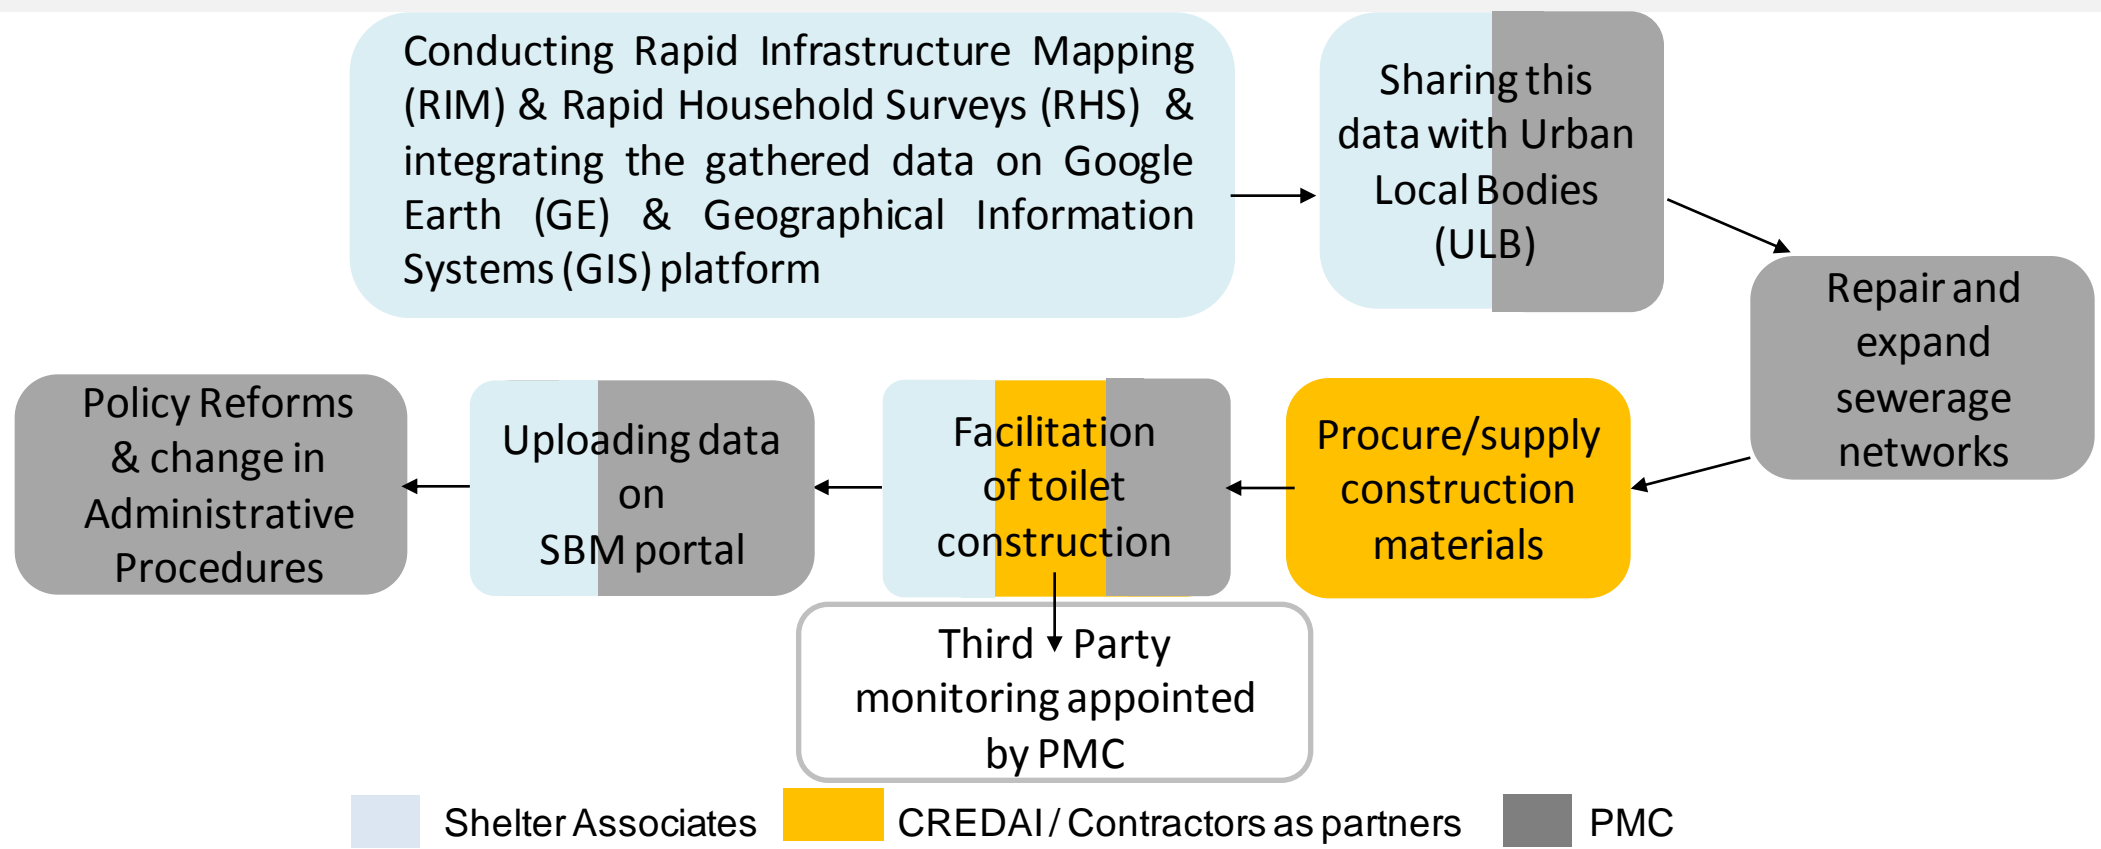 Conducting Rapid Infrastructure Mapping
(RIM) & Rapid Household Surveys (RHS) &
integrating the gathered data on Google
Earth (GE) & Geographical Information
Systems (GIS) platform
Sharing this
data with Urban
Local Bodies
(ULB)
Repair and
expand
sewerage
networks
Procure/supply
construction
materials
Facilitation
of toilet
construction
Third Party
monitoring appointed
by PMC
Uploading data
on
SBM portal
Policy Reforms
& change in
Administrative
Procedures
Shelter Associates
CREDAI / Contractors as partners
PMC